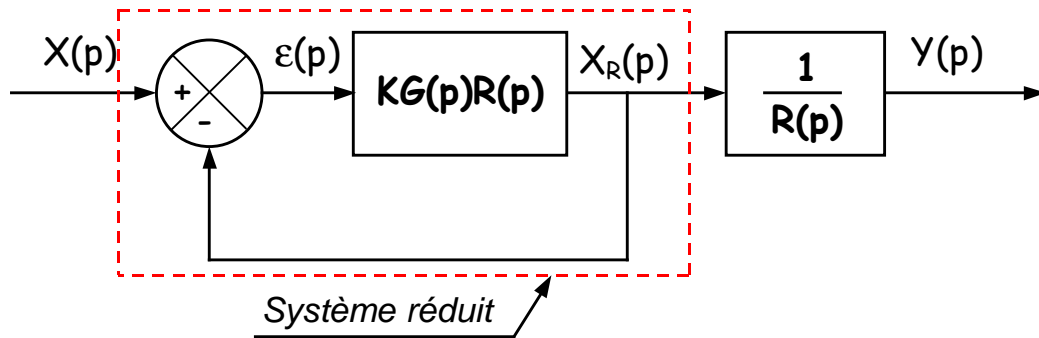 X(p)
+
-
ε(p)
KG(p)R(p)
X_R(p)
1
R(p)
Y(p)
Système réduit